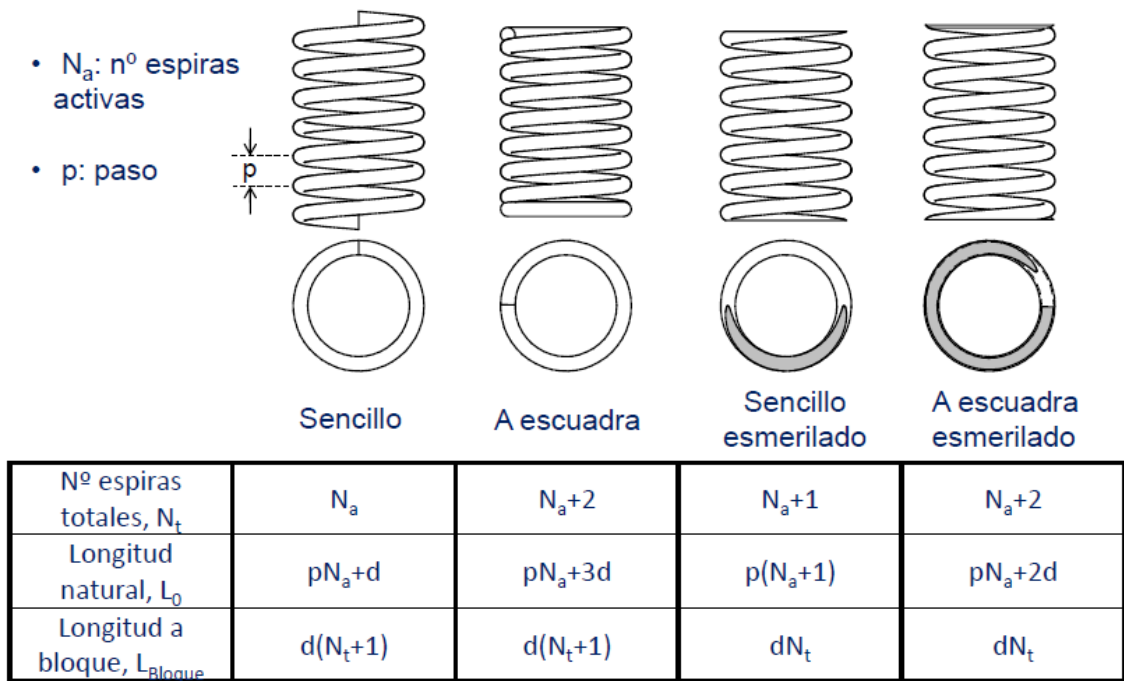 • Nₐ: nº espiras
activas
• p: paso
p
Sencillo
A escuadra
Sencillo
esmerilado
A escuadra
esmerilado
Nº espiras
totales, Nₜ
Nₐ
Nₐ+2
Nₐ+1
Nₐ+2
Longitud
natural, L₀
pNₐ+d
pNₐ+3d
p(Nₐ+1)
pNₐ+2d
Longitud a
bloque, L_Bloque
d(Nₜ+1)
d(Nₜ+1)
dNₜ
dNₜ